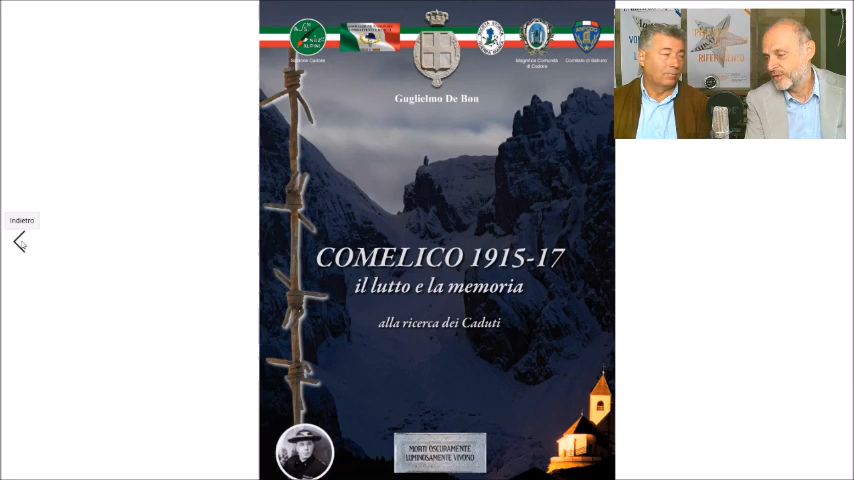 Sezione Cadore
Magnifica Comunità
di Cadore
Comitato di Belluno
Guglielmo De Bon
Indietro
COMELICO 1915-17
il lutto e la memoria
alla ricerca dei Caduti
MORTI OSCURAMENTE
LUMINOSAMENTE VIVONO